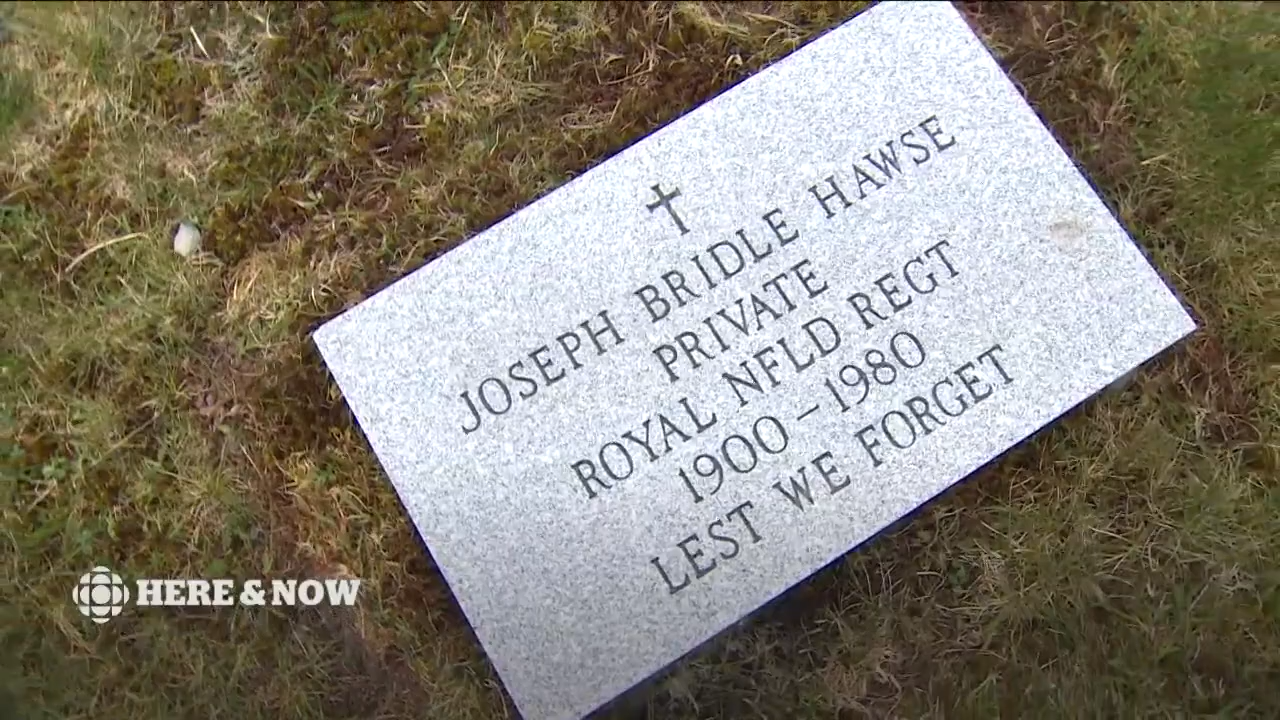 JOSEPH BRIDLE HAWSE
PRIVATE
ROYAL NFLD REGT
1900 – 1980
LEST WE FORGET
HERE & NOW